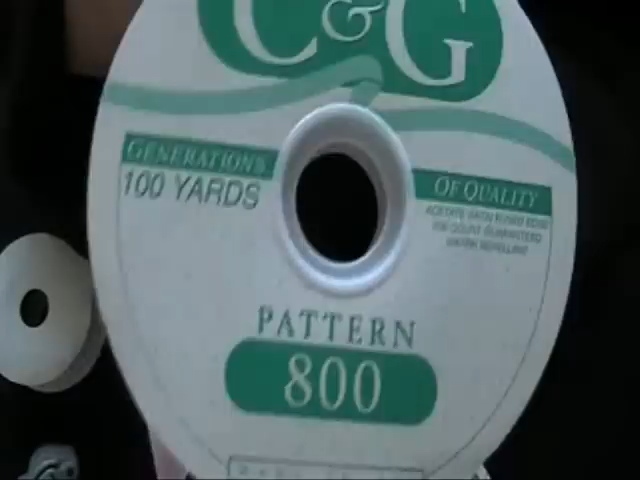 C&G
GENERATIONS
OF QUALITY
100 YARDS
PATTERN
800